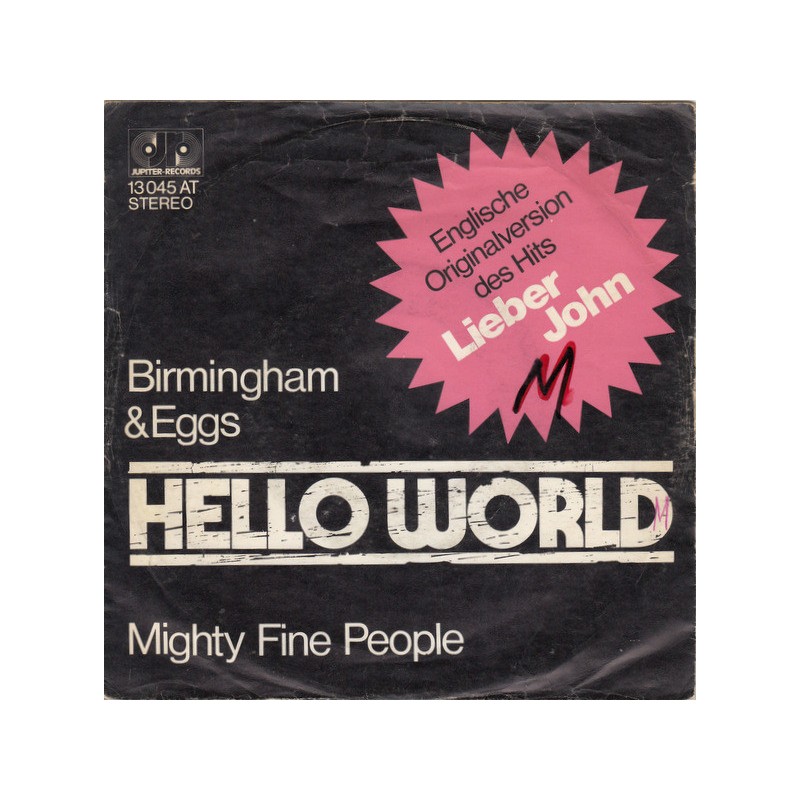 JUPITER-RECORDS
13 045 AT
STEREO
Englische
Originalversion
des Hits
Lieber
John
M
Birmingham
& Eggs
HELLO WORLD
M
Mighty Fine People